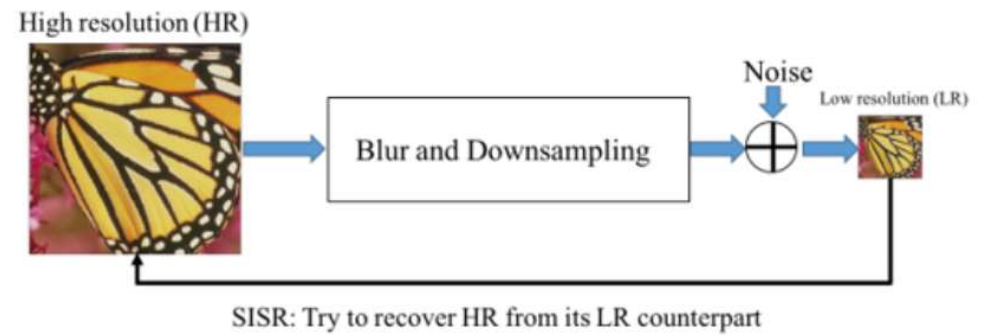 High resolution (HR)
Noise
Low resolution (LR)
Blur and Downsampling
SISR: Try to recover HR from its LR counterpart